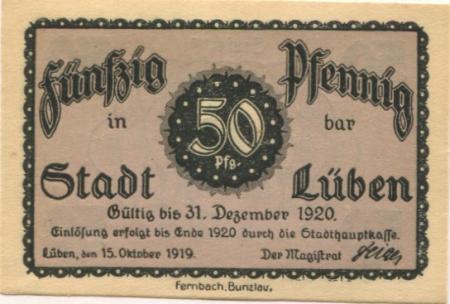 Fünfzig Pfennig
50
Pfg.
in bar
Stadt Lüben
Gültig bis 31. Dezember 1920.
Einlösung erfolgt bis Ende 1920 durch die Stadthauptkasse.
Lüben, den 15. Oktober 1919. Der Magistrat
Fernbach, Bunzlau.